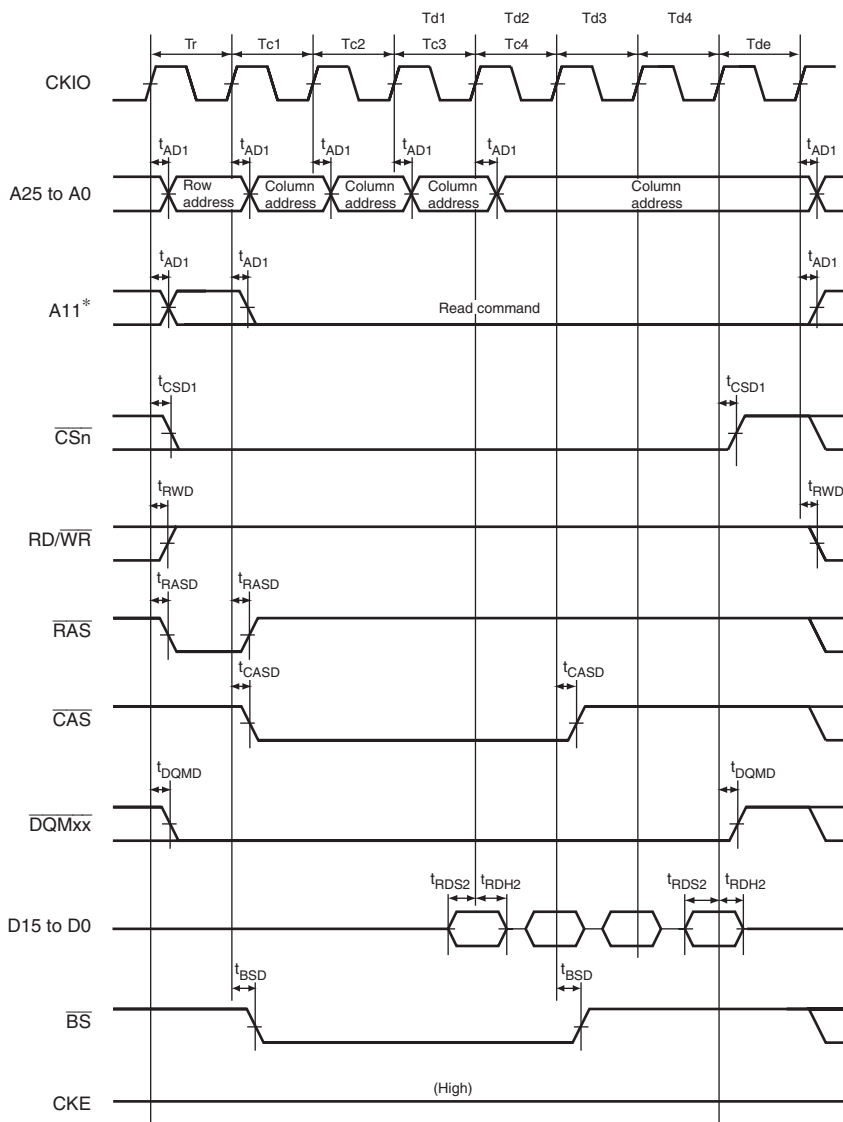 Td1 Td2 Td3 Td4
Tr Tc1 Tc2 Tc3 Tc4 Tde
CKIO
tAD1 tAD1 tAD1 tAD1 tAD1 tAD1
A25 to A0
Row address
Column address
Column address
Column address
Column address
tAD1 tAD1 tAD1
A11*
Read command
tCSD1 tCSD1
CSn
tRWD tRWD
RD/WR
tRASD tRASD
RAS
tCASD tCASD
CAS
tDQMD tDQMD
DQMxx
tRDS2 tRDH2 tRDS2 tRDH2
D15 to D0
tBSD tBSD
BS
(High)
CKE